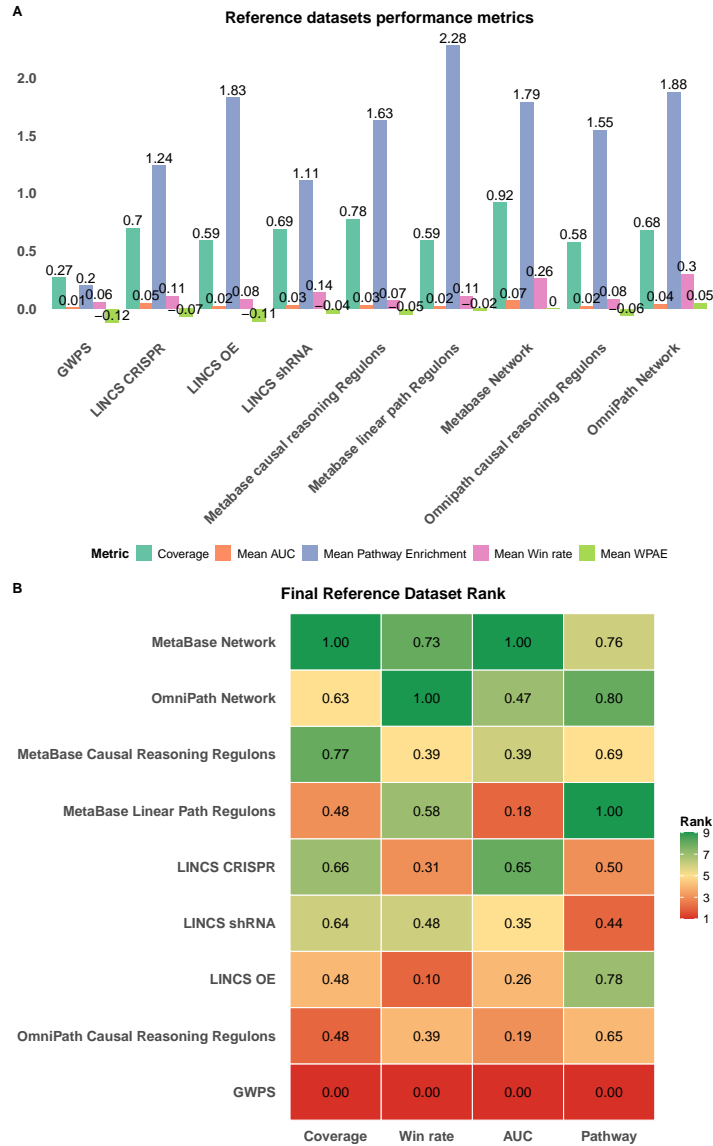 A
Reference datasets performance metrics
2.28
2.0
1.88
1.83
1.79
1.63
1.55
1.5
1.24
1.11
1.0
0.92
0.78
0.7
0.69
0.68
0.59
0.59
0.58
0.5
0.27 0.2 0.01 0.06 −0.12
0.05 0.11 −0.07
0.02 0.08 −0.11
0.03 0.14 −0.04
0.03 0.07 −0.05
0.02 0.11 −0.02
0.07 0.26 0
0.02 0.08 −0.06
0.04 0.3 0.05
0.0
GWPS
LINCS CRISPR
LINCS OE
LINCS shRNA
Metabase causal reasoning Regulons
Metabase linear path Regulons
Metabase Network
Omnipath causal reasoning Regulons
OmniPath Network
Metric Coverage Mean AUC Mean Pathway Enrichment Mean Win rate Mean WPAE
B
Final Reference Dataset Rank
MetaBase Network 1.00 0.73 1.00 0.76
OmniPath Network 0.63 1.00 0.47 0.80
MetaBase Causal Reasoning Regulons 0.77 0.39 0.39 0.69
MetaBase Linear Path Regulons 0.48 0.58 0.18 1.00
LINCS CRISPR 0.66 0.31 0.65 0.50
LINCS shRNA 0.64 0.48 0.35 0.44
LINCS OE 0.48 0.10 0.26 0.78
OmniPath Causal Reasoning Regulons 0.48 0.39 0.19 0.65
GWPS 0.00 0.00 0.00 0.00
Coverage Win rate AUC Pathway
Rank
9
7
5
3
1